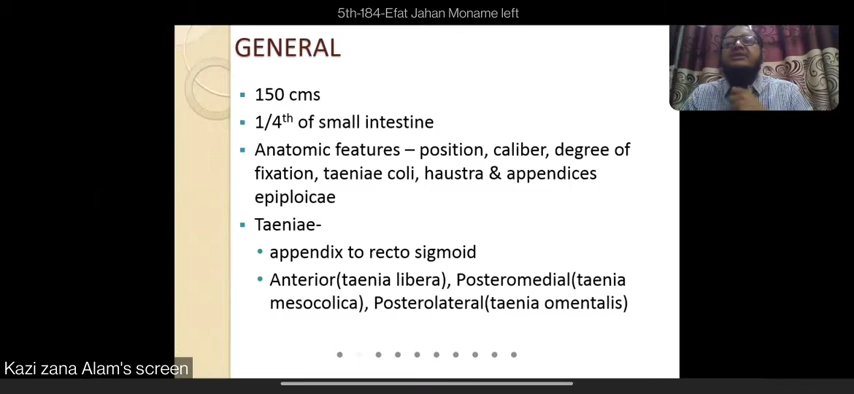 5th-184-Efat Jahan Moname left
GENERAL
150 cms
1/4th of small intestine
Anatomic features – position, caliber, degree of
fixation, taeniae coli, haustra & appendices
epiploicae
Taeniae-
appendix to recto sigmoid
Anterior(taenia libera), Posteromedial(taenia
mesocolica), Posterolateral(taenia omentalis)
Kazi zana Alam's screen